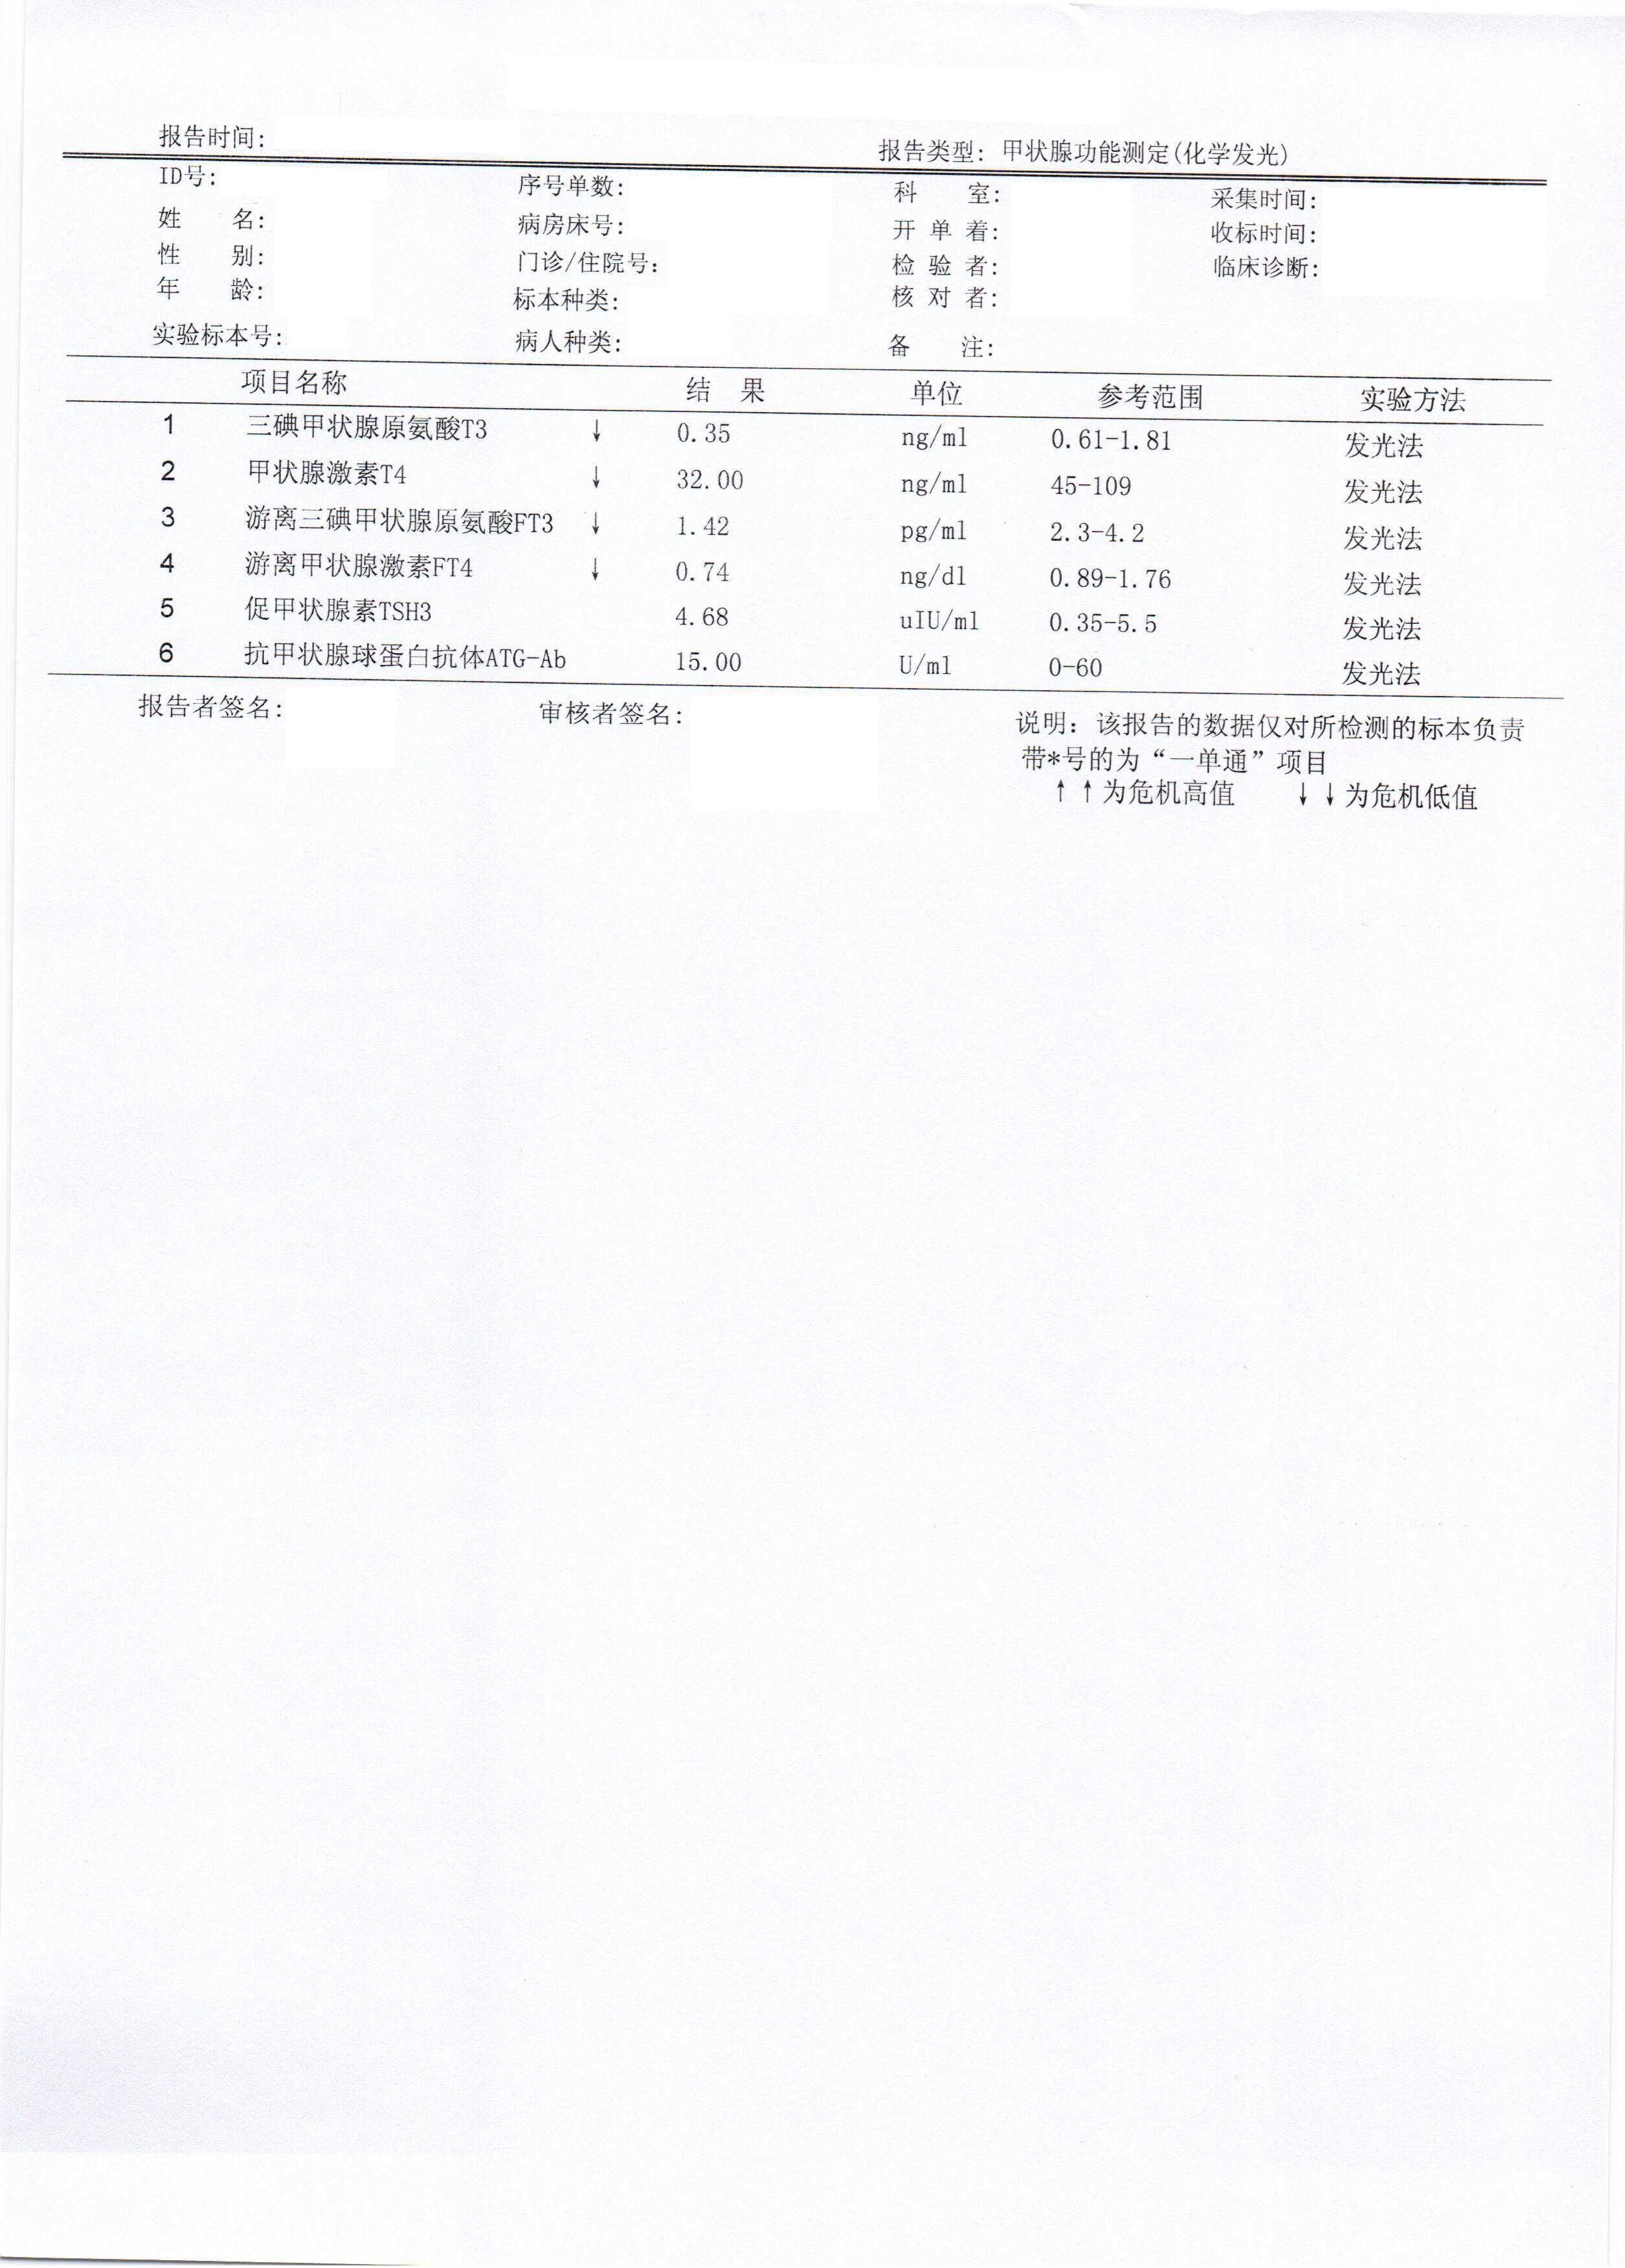 报告时间: 报告类型: 甲状腺功能测定(化学发光)
ID号: 序号单数: 科 室: 采集时间:
姓 名: 病房床号: 开 单 着: 收标时间:
性 别: 门诊/住院号: 检 验 者: 临床诊断:
年 龄: 标本种类: 核 对 者:
实验标本号: 病人种类: 备 注:
项目名称 结 果 单位 参考范围 实验方法
1 三碘甲状腺原氨酸T3 ↓ 0.35 ng/ml 0.61-1.81 发光法
2 甲状腺激素T4 ↓ 32.00 ng/ml 45-109 发光法
3 游离三碘甲状腺原氨酸FT3 ↓ 1.42 pg/ml 2.3-4.2 发光法
4 游离甲状腺激素FT4 ↓ 0.74 ng/dl 0.89-1.76 发光法
5 促甲状腺素TSH3 4.68 uIU/ml 0.35-5.5 发光法
6 抗甲状腺球蛋白抗体ATG-Ab 15.00 U/ml 0-60 发光法
报告者签名: 审核者签名: 说明: 该报告的数据仅对所检测的标本负责
带*号的为“一单通”项目
↑↑为危机高值 ↓↓为危机低值